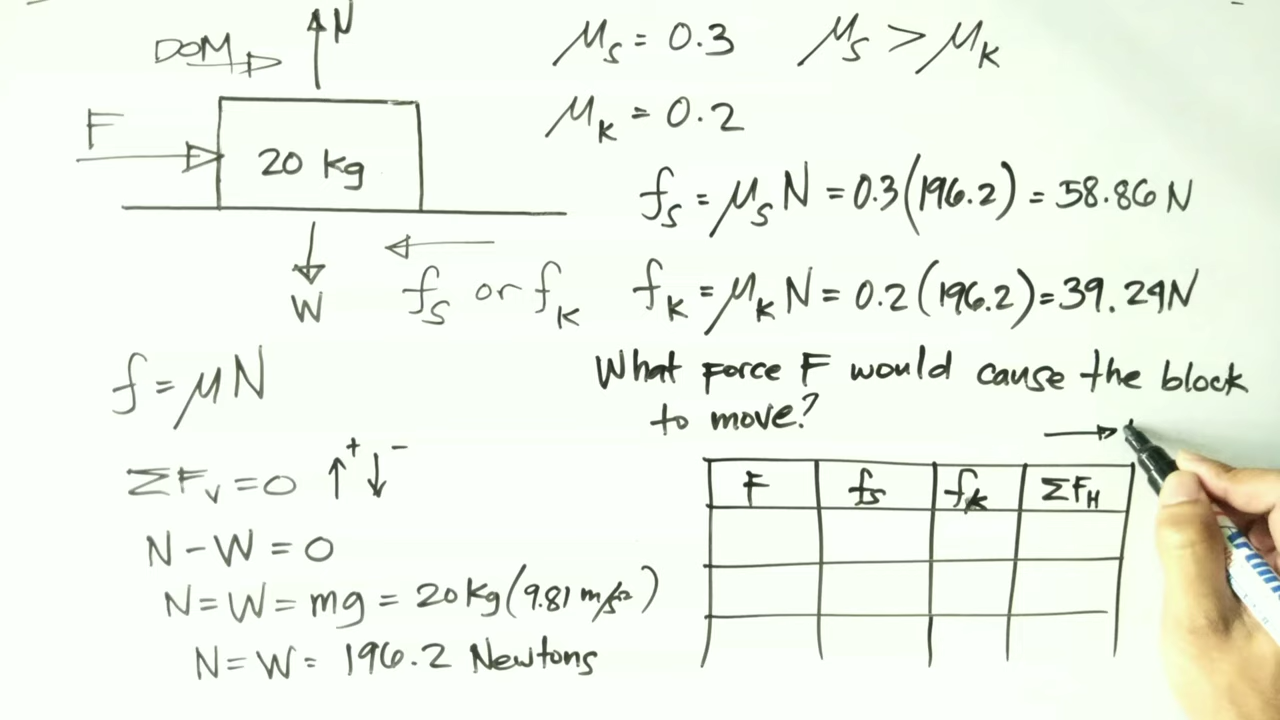 DOM
N
F
20 kg
W
fs or fK
f = μN
ΣFv = 0 ↑+ ↓-
N - W = 0
N = W = mg = 20 kg (9.81 m/s²)
N = W = 196.2 Newtons
μs = 0.3 μs > μK
μK = 0.2
fs = μs N = 0.3(196.2) = 58.86 N
fK = μK N = 0.2(196.2) = 39.24 N
What force F would cause the block
to move?
→
F fs fk ΣFH